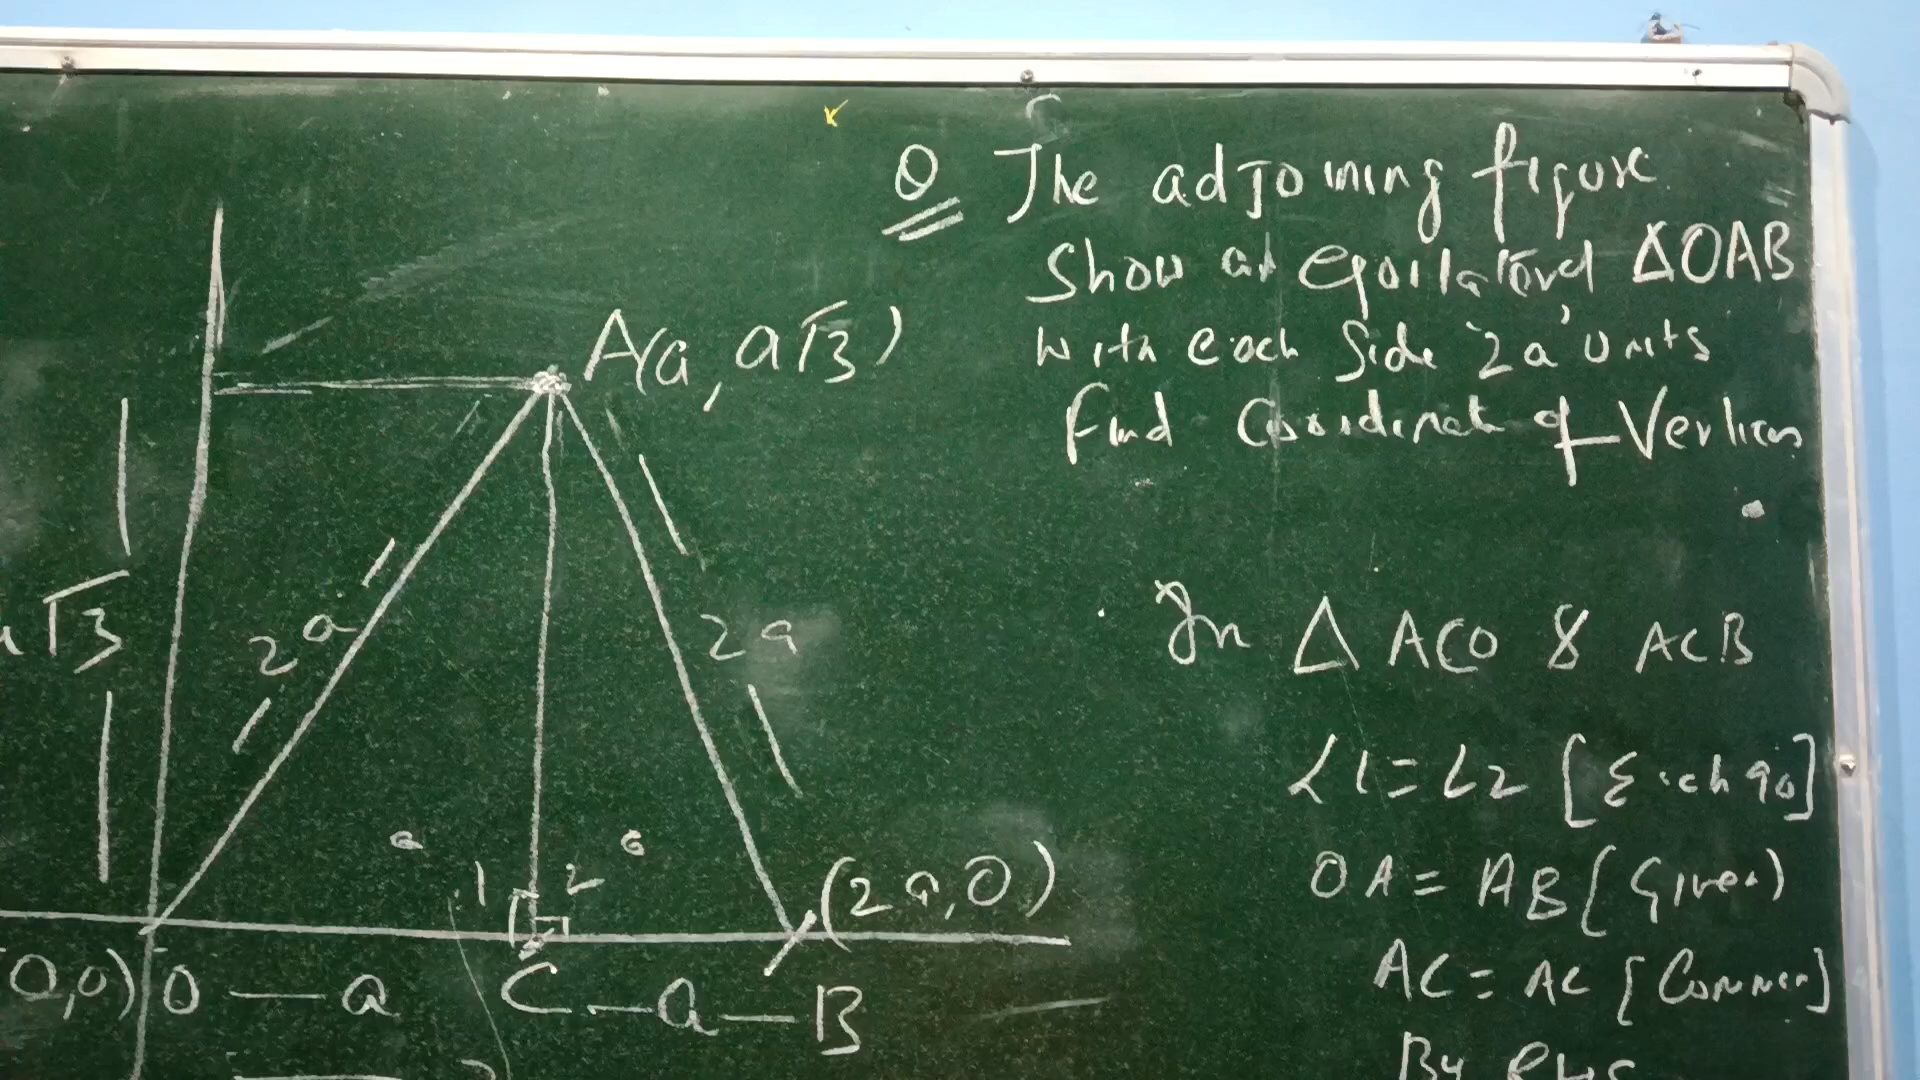 Q The adjoining figure
Show an equilateral ΔOAB
with each Side '2a' Units
Find Coordinate of Vertices
A(a, a√3)
a√3
2a
2a
In Δ ACO & ACB
∠1=∠2 [Each 90]
a
1
2
(2a,0)
OA = AB [Given]
(0,0) O — a C — a — B
AC = AC [Common]
By RHS